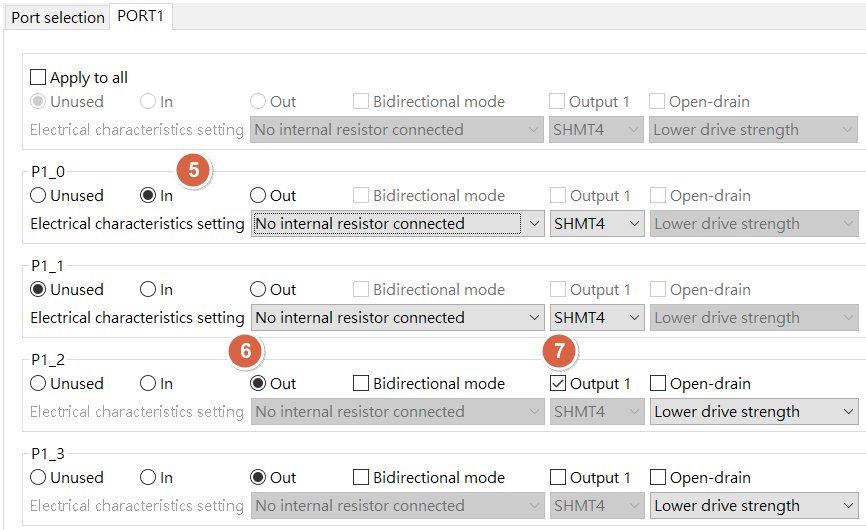 Port selection PORT1
Apply to all
Unused In Out Bidirectional mode Output 1 Open-drain
Electrical characteristics setting No internal resistor connected SHMT4 Lower drive strength
P1_0 5
Unused In Out Bidirectional mode Output 1 Open-drain
Electrical characteristics setting No internal resistor connected SHMT4 Lower drive strength
P1_1
Unused In Out Bidirectional mode Output 1 Open-drain
Electrical characteristics setting No internal resistor connected SHMT4 Lower drive strength
P1_2 6 7
Unused In Out Bidirectional mode Output 1 Open-drain
Electrical characteristics setting No internal resistor connected SHMT4 Lower drive strength
P1_3
Unused In Out Bidirectional mode Output 1 Open-drain
Electrical characteristics setting No internal resistor connected SHMT4 Lower drive strength